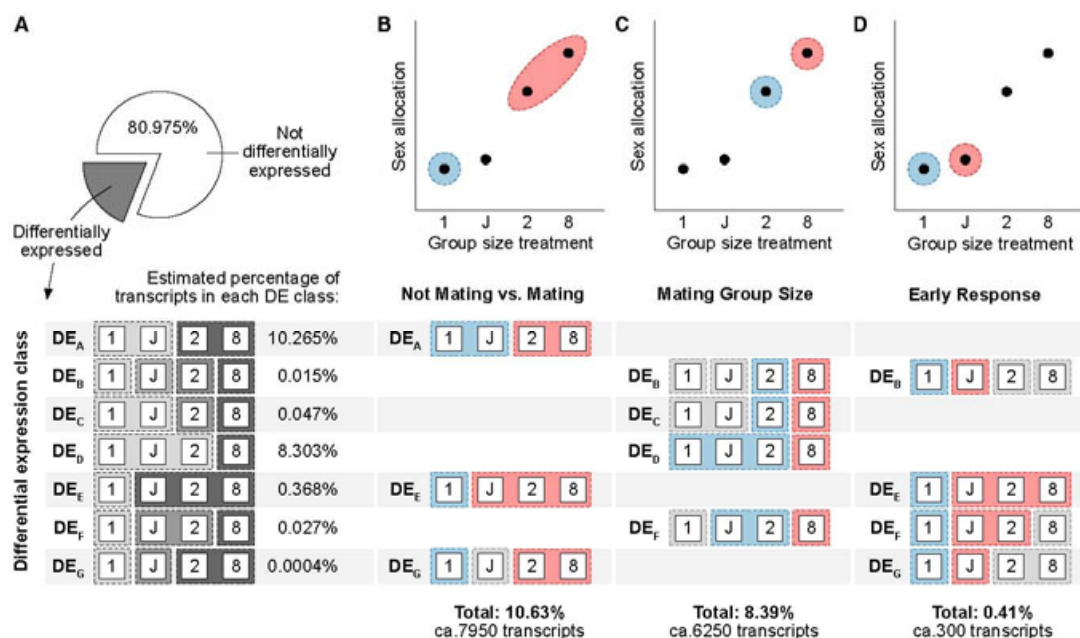 A
80.975%
Not
differentially
expressed
Differentially
expressed
Estimated percentage of
transcripts in each DE class:
B
Sex allocation
1 J 2 8
Group size treatment
C
Sex allocation
1 J 2 8
Group size treatment
D
Sex allocation
1 J 2 8
Group size treatment
Not Mating vs. Mating
Mating Group Size
Early Response
Differential expression class
DEA 1 J 2 8 10.265% DEA 1 J 2 8
DEB 1 J 2 8 0.015% DEB 1 J 2 8 DEB 1 J 2 8
DEC 1 J 2 8 0.047% DEC 1 J 2 8
DED 1 J 2 8 8.303% DED 1 J 2 8
DEE 1 J 2 8 0.368% DEE 1 J 2 8 DEE 1 J 2 8
DEF 1 J 2 8 0.027% DEF 1 J 2 8 DEF 1 J 2 8
DEG 1 J 2 8 0.0004% DEG 1 J 2 8 DEG 1 J 2 8
Total: 10.63%
ca.7950 transcripts
Total: 8.39%
ca.6250 transcripts
Total: 0.41%
ca.300 transcripts